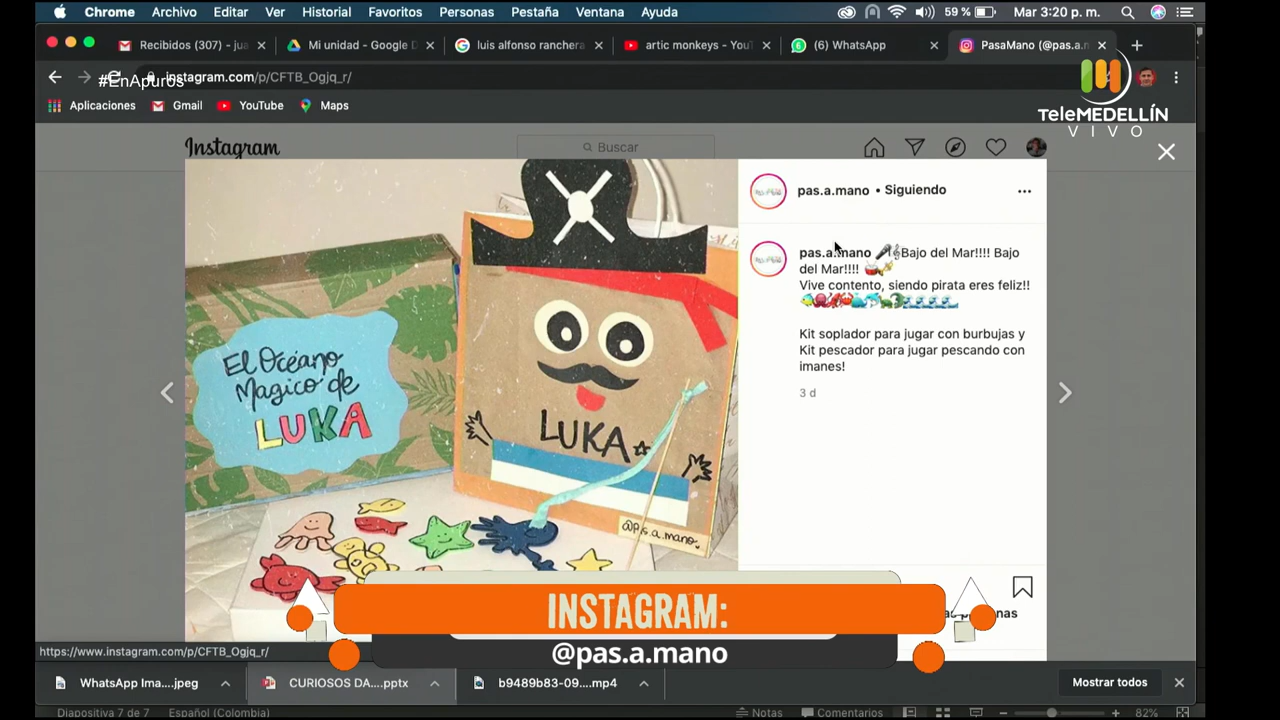 Chrome Archivo Editar Ver Historial Favoritos Personas Pestaña Ventana Ayuda 59 % Mar 3:20 p. m.
Recibidos (307) - jua Mi unidad - Google D luis alfonso ranchera artic monkeys - YouT (6) WhatsApp PasaMano (@pas.a.n
#EnApuros instagram.com/p/CFTB_Ogjq_r/
Aplicaciones Gmail YouTube Maps
TeleMEDELLÍN
VIVO
Instagram Buscar
pas.a.mano • Siguiendo
pas.a.mano Bajo del Mar!!!! Bajo
del Mar!!!!
Vive contento, siendo pirata eres feliz!!
Kit soplador para jugar con burbujas y
Kit pescador para jugar pescando con
imanes!
3 d
El Océano
Magico de
LUKA
LUKA
@pas.a.mano
INSTAGRAM:
@pas.a.mano
https://www.instagram.com/p/CFTB_Ogjq_r/
WhatsApp Ima....jpeg CURIOSOS DA....pptx b9489b83-09....mp4 Mostrar todos
Diapositiva 7 de 7 Español (Colombia) Notas Comentarios 82%